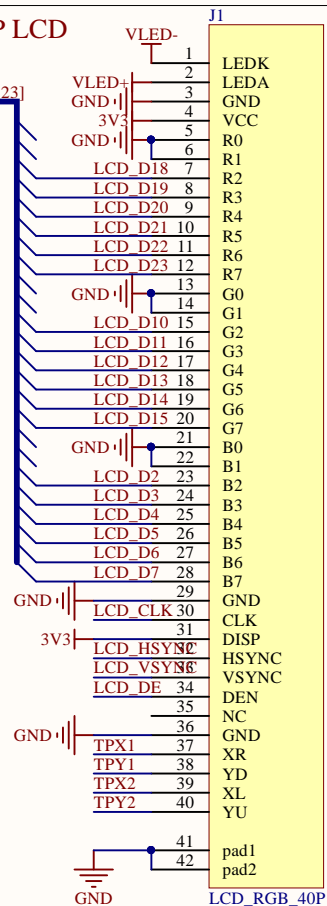 J1
P LCD
VLED-
1 LEDK
VLED+ 2 LEDA
23]
GND 3 GND
3V3 4 VCC
GND 5 R0
6 R1
LCD_D18 7 R2
LCD_D19 8 R3
LCD_D20 9 R4
LCD_D21 10 R5
LCD_D22 11 R6
LCD_D23 12 R7
GND 13 G0
14 G1
LCD_D10 15 G2
LCD_D11 16 G3
LCD_D12 17 G4
LCD_D13 18 G5
LCD_D14 19 G6
LCD_D15 20 G7
GND 21 B0
22 B1
LCD_D2 23 B2
LCD_D3 24 B3
LCD_D4 25 B4
LCD_D5 26 B5
LCD_D6 27 B6
LCD_D7 28 B7
GND 29 GND
LCD_CLK 30 CLK
3V3 31 DISP
LCD_HSYNC 32 HSYNC
LCD_VSYNC 33 VSYNC
LCD_DE 34 DEN
35 NC
GND 36 GND
TPX1 37 XR
TPY1 38 YD
TPX2 39 XL
TPY2 40 YU
41 pad1
42 pad2
GND
LCD_RGB_40P